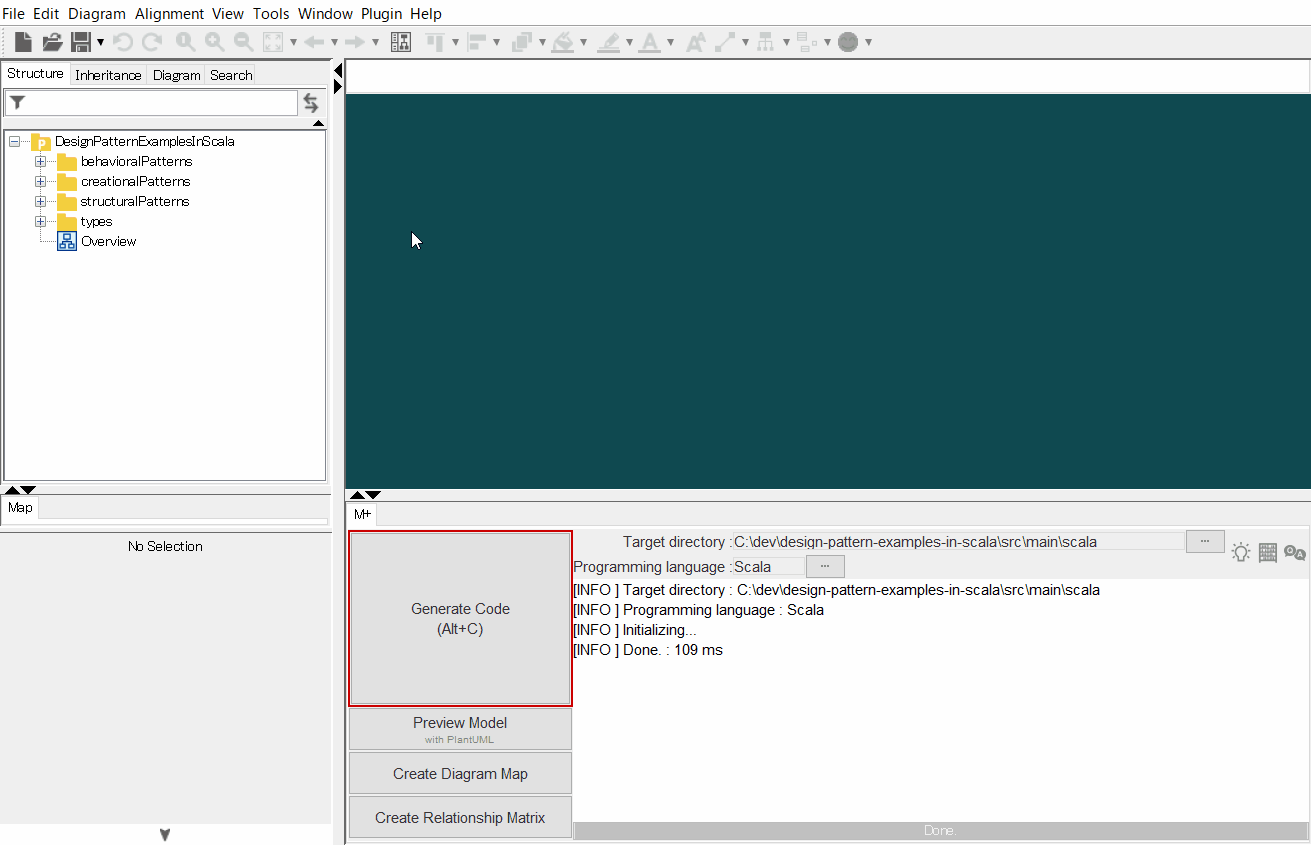 File Edit Diagram Alignment View Tools Window Plugin Help
Structure Inheritance Diagram Search
DesignPatternExamplesInScala
behavioralPatterns
creationalPatterns
structuralPatterns
types
Overview
Map
No Selection
M+
Generate Code
(Alt+C)
Preview Model
with PlantUML
Create Diagram Map
Create Relationship Matrix
Target directory : C:\dev\design-pattern-examples-in-scala\src\main\scala ...
Programming language : Scala ...
[INFO ] Target directory : C:\dev\design-pattern-examples-in-scala\src\main\scala
[INFO ] Programming language : Scala
[INFO ] Initializing...
[INFO ] Done. : 109 ms
Done.